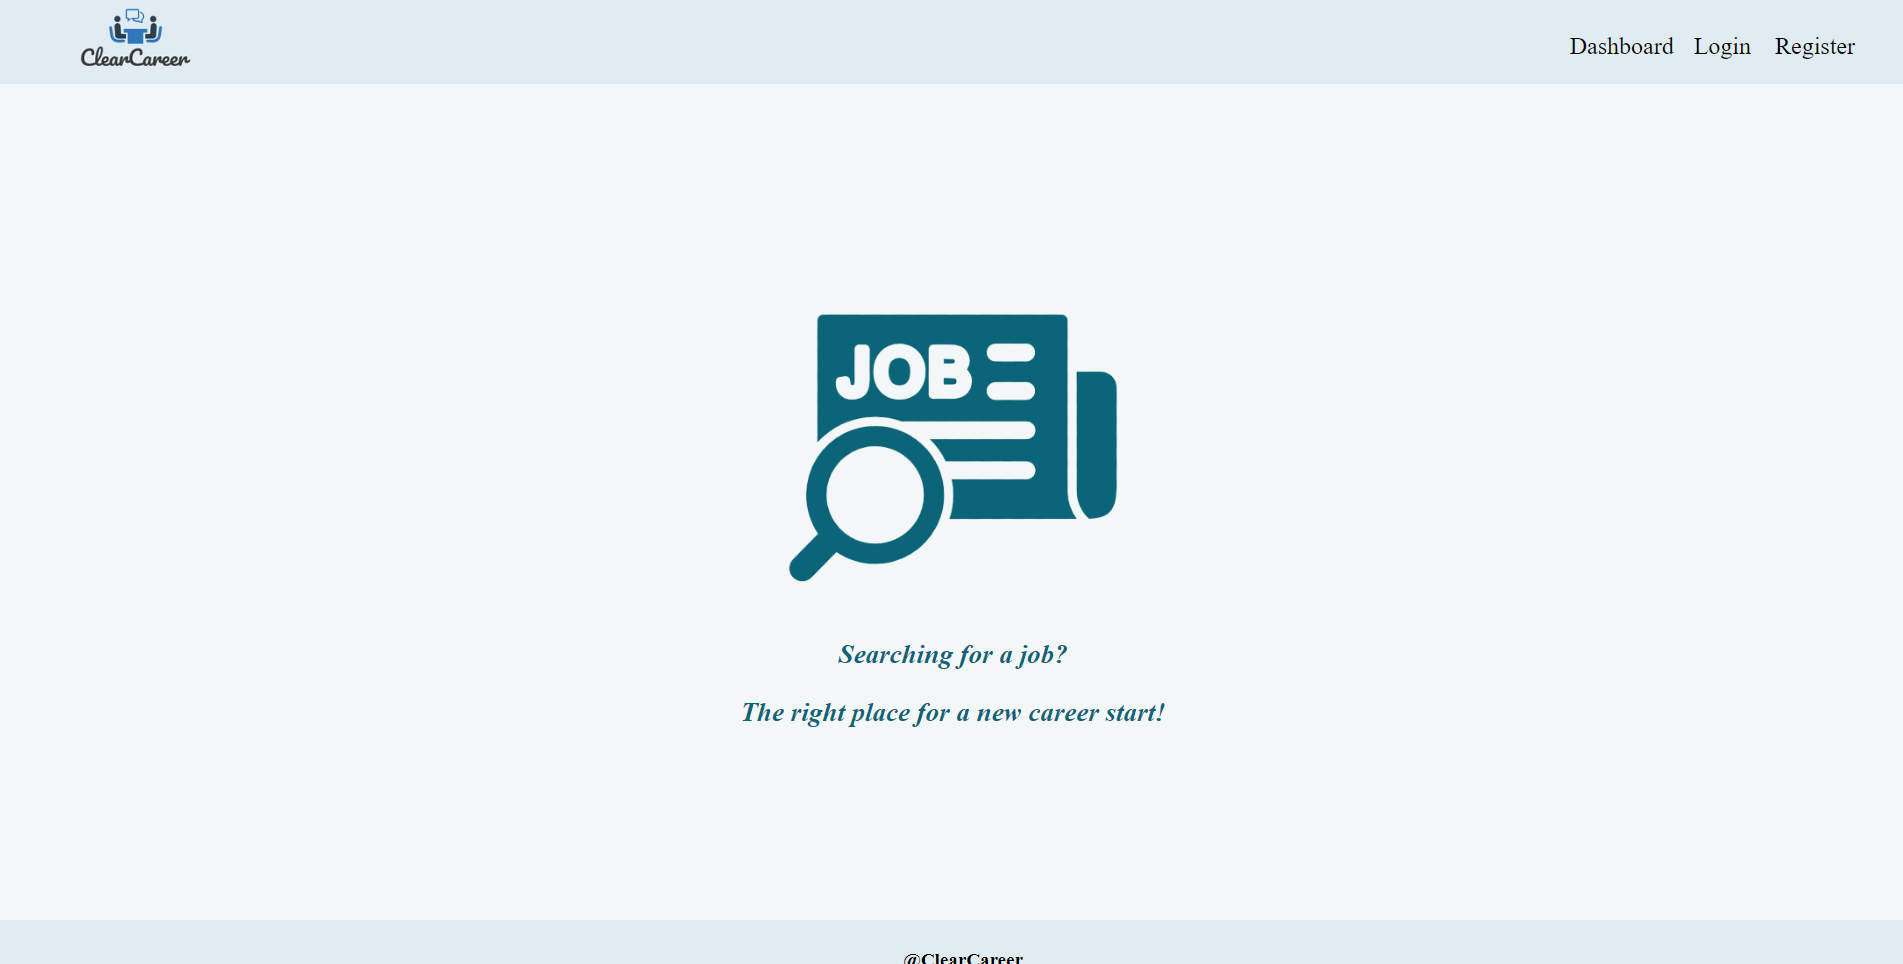 ClearCareer
Dashboard Login Register
JOB
Searching for a job?
The right place for a new career start!
@ClearCareer